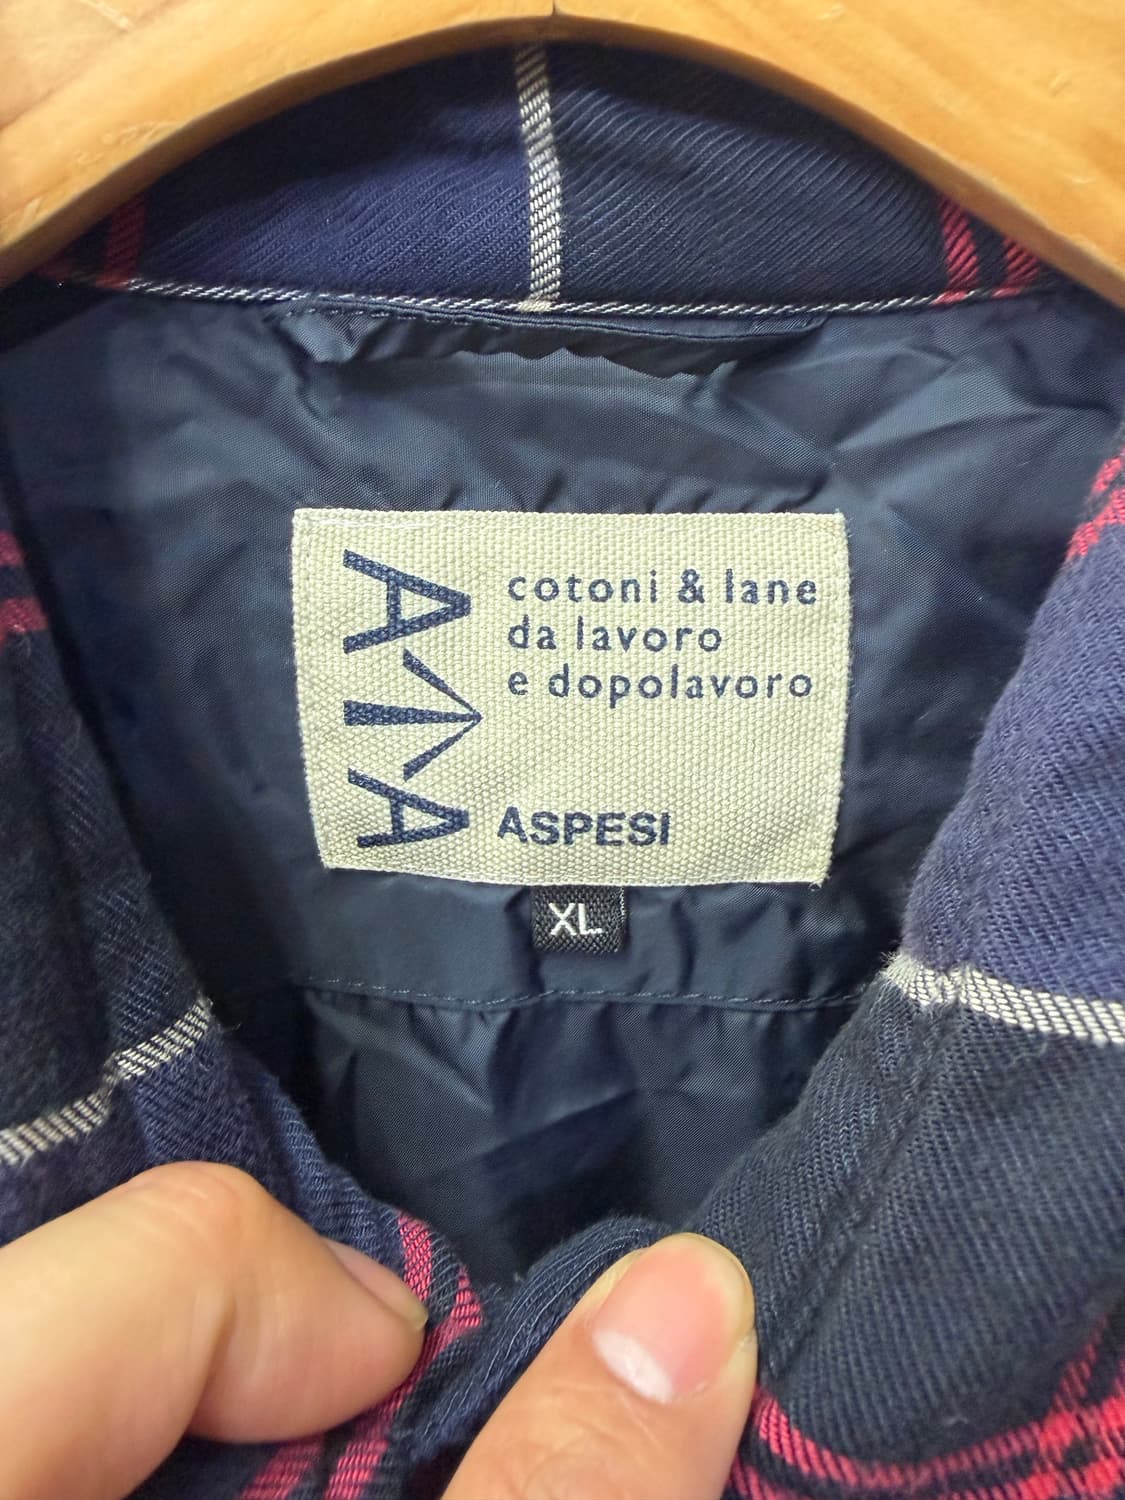 A A
cotoni & lane
da lavoro
e dopolavoro
ASPESI
XL